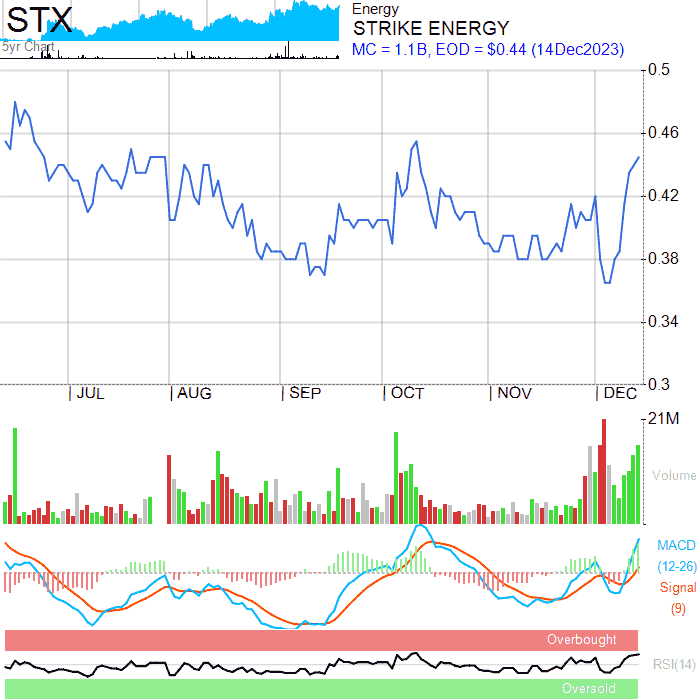 STX
5yr Chart
Energy
STRIKE ENERGY
MC = 1.1B, EOD = $0.44 (14Dec2023)
0.5
0.46
0.42
0.38
0.34
0.3
JUL AUG SEP OCT NOV DEC
21M
Volume
MACD
(12-26)
Signal
(9)
Overbought
RSI(14)
Oversold